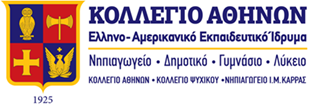 ΚΟΛΛΕΓΙΟ ΑΘΗΝΩΝ
Ελληνο-Αμερικανικό Εκπαιδευτικό Ίδρυμα
Νηπιαγωγείο • Δημοτικό • Γυμνάσιο • Λύκειο
ΚΟΛΛΕΓΙΟ ΑΘΗΝΩΝ • ΚΟΛΛΕΓΙΟ ΨΥΧΙΚΟΥ • ΝΗΠΙΑΓΩΓΕΙΟ Ι.Μ. ΚΑΡΡΑΣ
1925